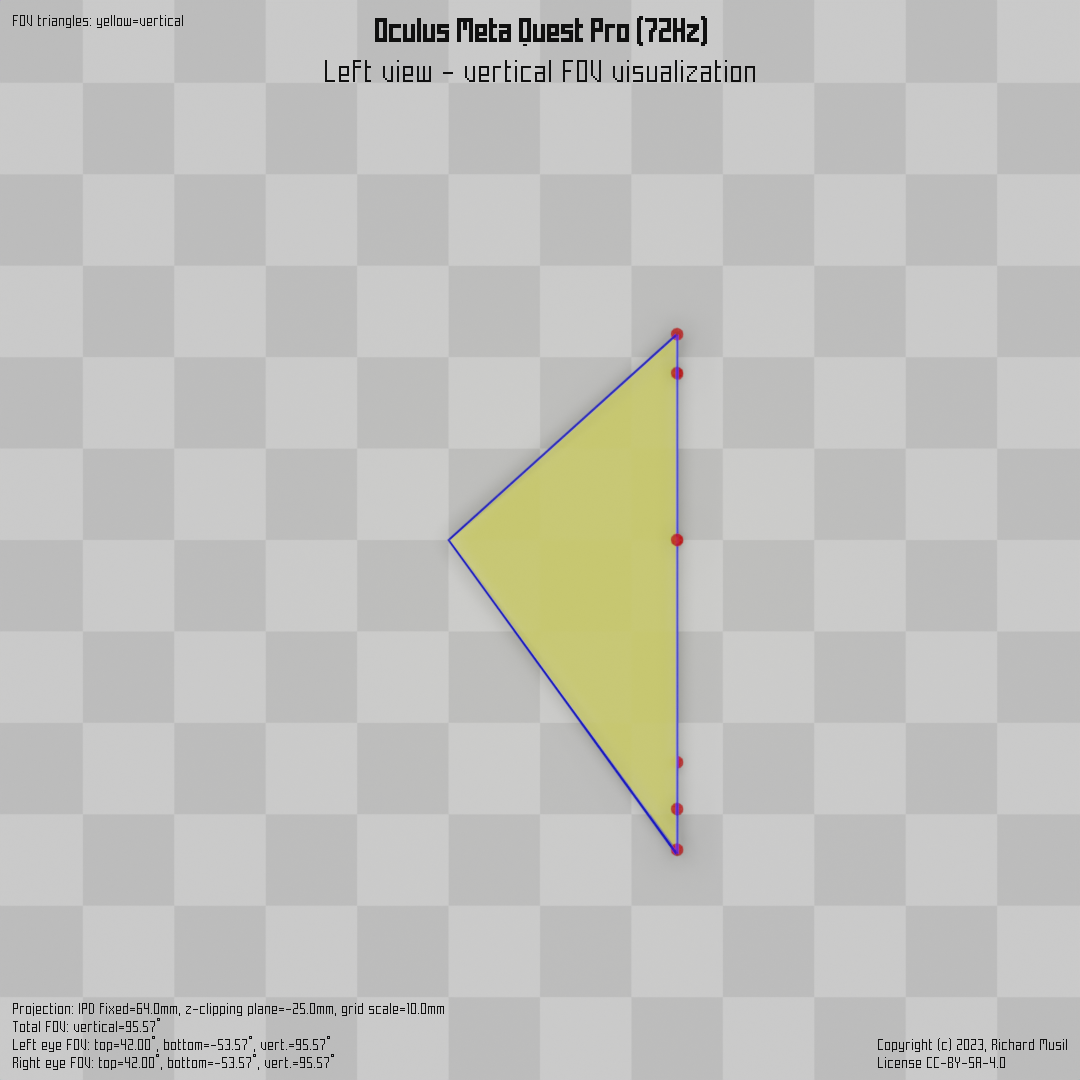 FOV triangles: yellow=vertical
Oculus Meta Quest Pro (72Hz)
Left view - vertical FOV visualization
Projection: IPD fixed=64.0mm, z-clipping plane=-25.0mm, grid scale=10.0mm
Total FOV: vertical=95.57°
Left eye FOV: top=42.00°, bottom=-53.57°, vert.=95.57°
Right eye FOV: top=42.00°, bottom=-53.57°, vert.=95.57°
Copyright (c) 2023, Richard Musil
License CC-BY-SA-4.0